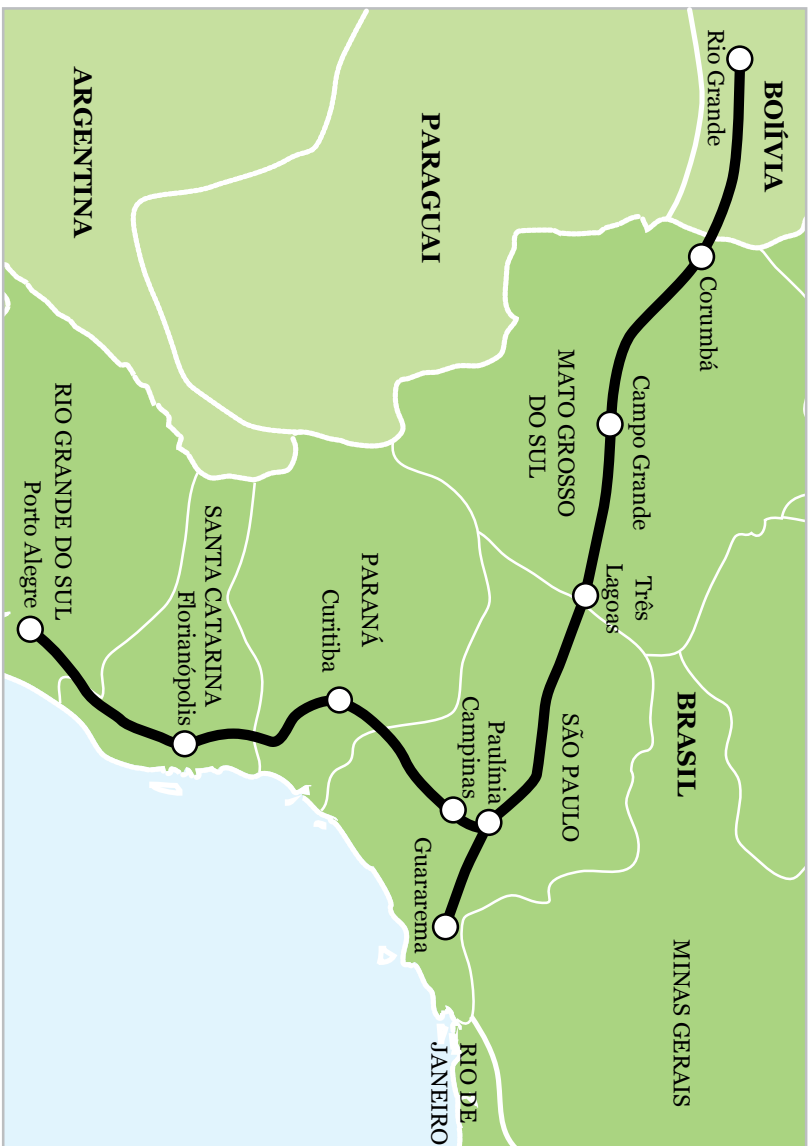 BOlÍVIA
Rio Grande
Corumbá
PARAGUAI
ARGENTINA
Campo Grande
MATO GROSSO
DO SUL
Três
Lagoas
BRASIL
SÃO PAULO
Paulínia
Campinas
Guararema
MINAS GERAIS
RIO DE
JANEIRO
PARANÁ
Curitiba
SANTA CATARINA
Florianópolis
RIO GRANDE DO SUL
Porto Alegre